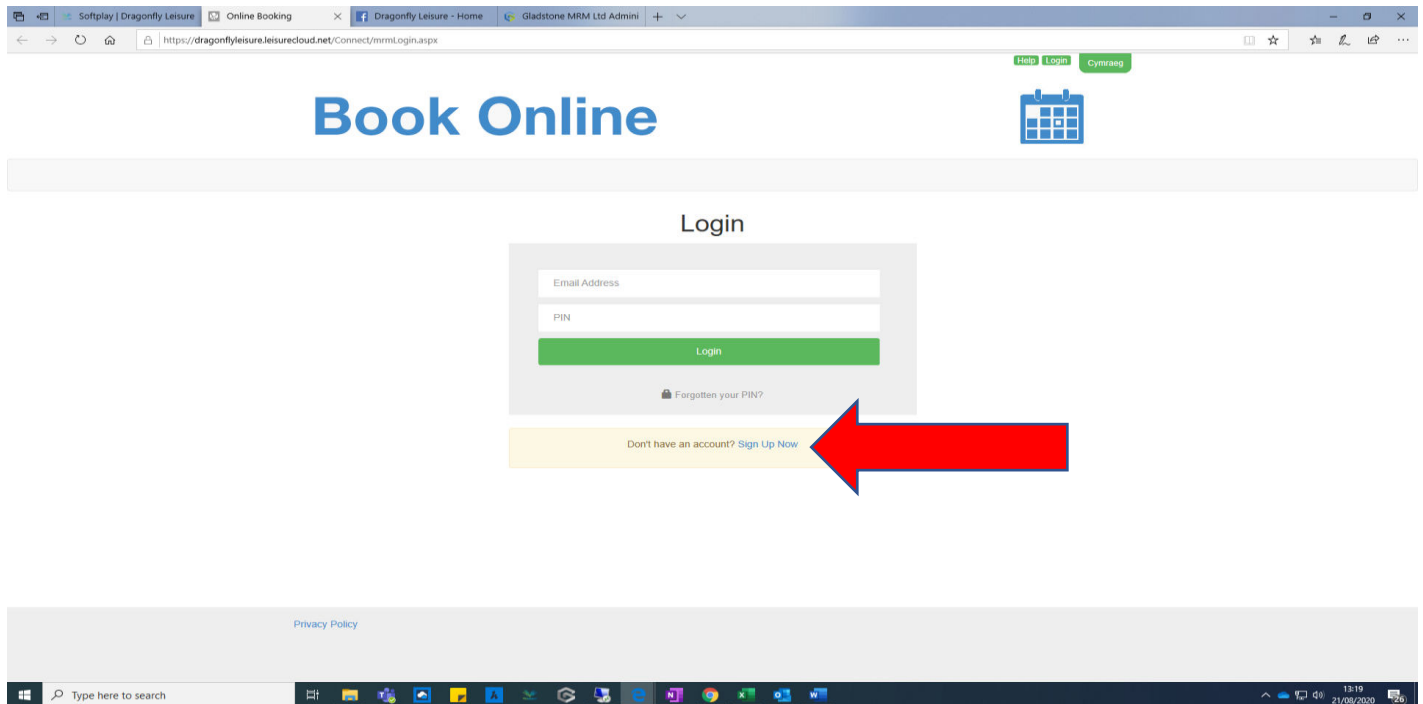 Softplay | Dragonfly Leisure
Online Booking
Dragonfly Leisure - Home
Gladstone MRM Ltd Admini
https://dragonflyleisure.leisurecloud.net/Connect/mrmLogin.aspx
Help Login Cymraeg
Book Online
Login
Email Address
PIN
Login
Forgotten your PIN?
Don't have an account? Sign Up Now
Privacy Policy
Type here to search
13:19
21/08/2020
26